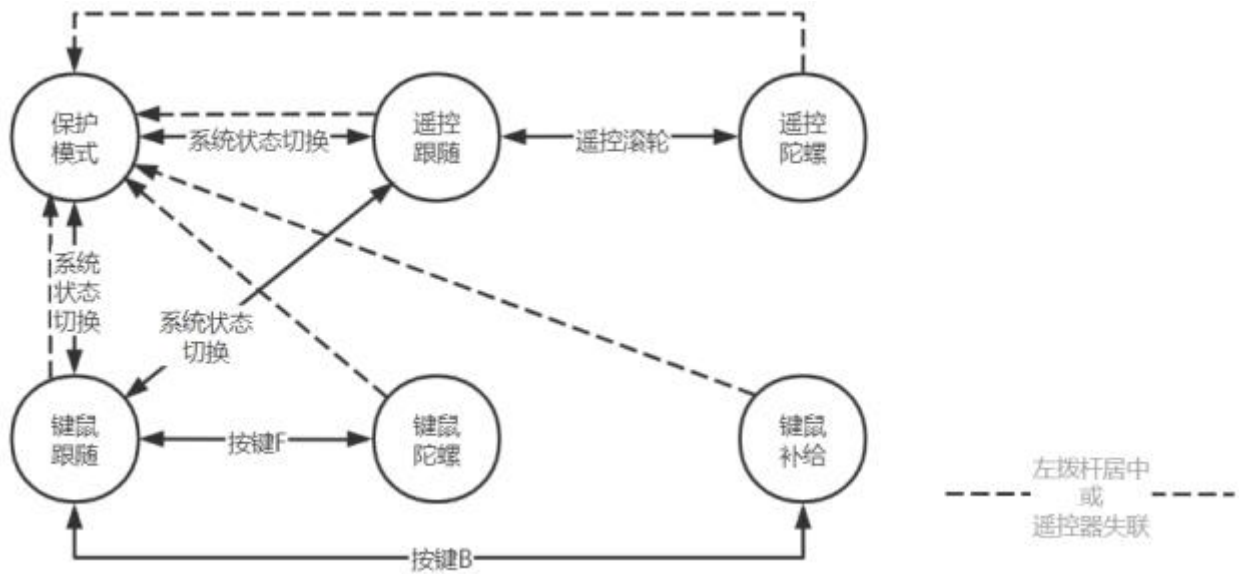 保护
模式
系统状态切换
遥控
跟随
遥控滚轮
遥控
陀螺
系统
状态
切换
系统状态
切换
键鼠
跟随
按键F
键鼠
陀螺
键鼠
补给
按键B
左拨杆居中
或
遥控器失联